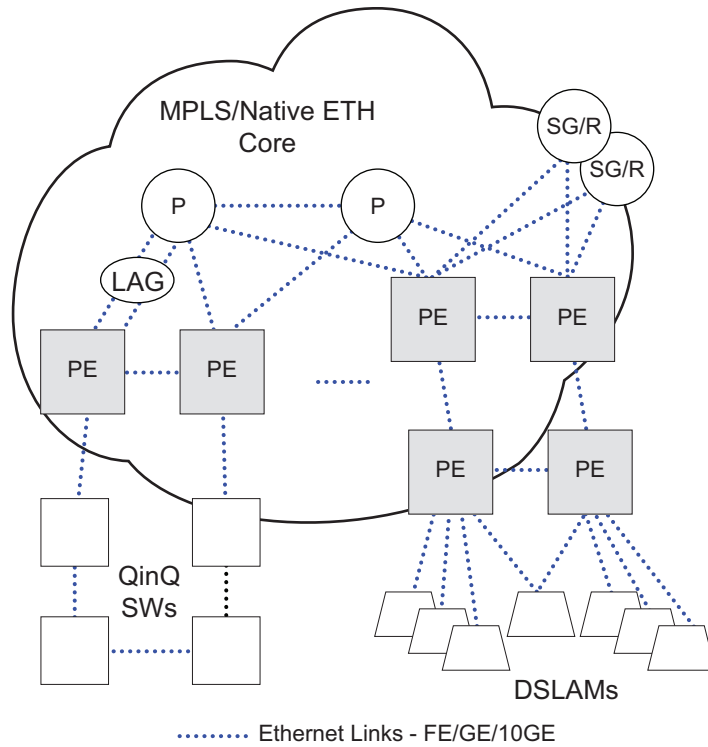 MPLS/Native ETH
Core
SG/R
SG/R
P
P
LAG
PE
PE
PE
PE
PE
PE
QinQ
SWs
DSLAMs
Ethernet Links - FE/GE/10GE